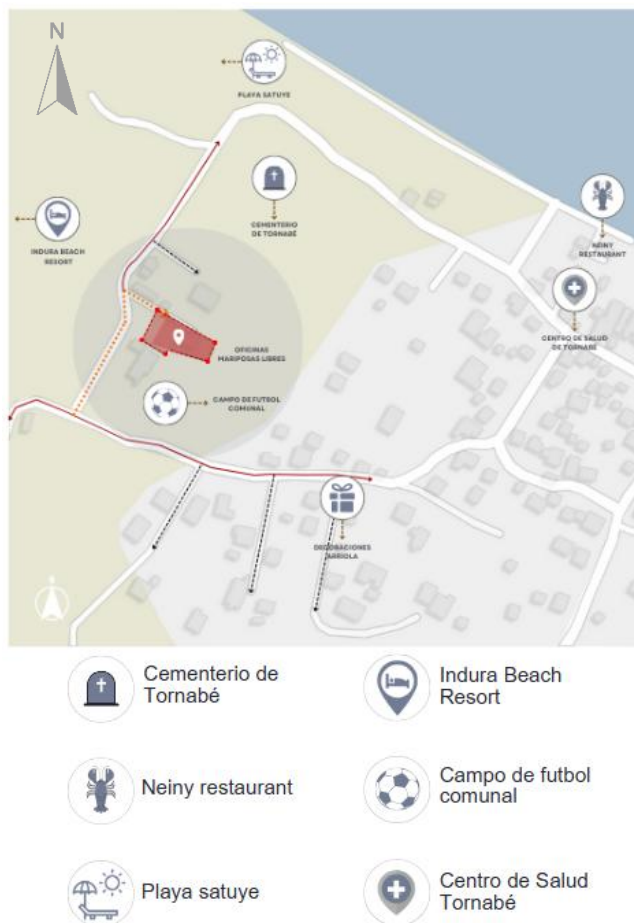 N
PLAYA SATUYE
CEMENTERIO
DE TORNABÉ
INDURA BEACH
RESORT
NEINY
RESTAURANT
CENTRO DE SALUD
DE TORNABÉ
OFICINAS
MARIPOSAS LIBRES
CAMPO DE FUTBOL
COMUNAL
DECORACIONES
ARRIOLA
Cementerio de
Tornabé
Indura Beach
Resort
Neiny restaurant
Campo de futbol
comunal
Playa satuye
Centro de Salud
Tornabé